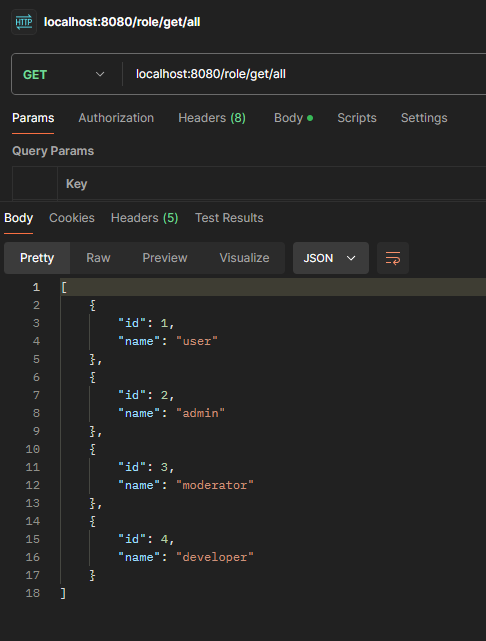 HTTP localhost:8080/role/get/all
GET localhost:8080/role/get/all
Params Authorization Headers (8) Body Scripts Settings
Query Params
Key
Body Cookies Headers (5) Test Results
Pretty Raw Preview Visualize JSON
1 [
2 {
3 "id": 1,
4 "name": "user"
5 },
6 {
7 "id": 2,
8 "name": "admin"
9 },
10 {
11 "id": 3,
12 "name": "moderator"
13 },
14 {
15 "id": 4,
16 "name": "developer"
17 }
18 ]